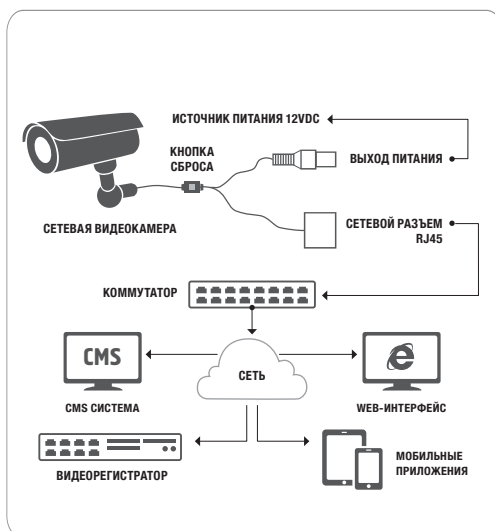 ИСТОЧНИК ПИТАНИЯ 12VDC
КНОПКА
СБРОСА
ВЫХОД ПИТАНИЯ
СЕТЕВАЯ ВИДЕОКАМЕРА
СЕТЕВОЙ РАЗЪЕМ
RJ45
КОММУТАТОР
CMS
СЕТЬ
CMS СИСТЕМА
WEB-ИНТЕРФЕЙС
ВИДЕОРЕГИСТРАТОР
МОБИЛЬНЫЕ
ПРИЛОЖЕНИЯ